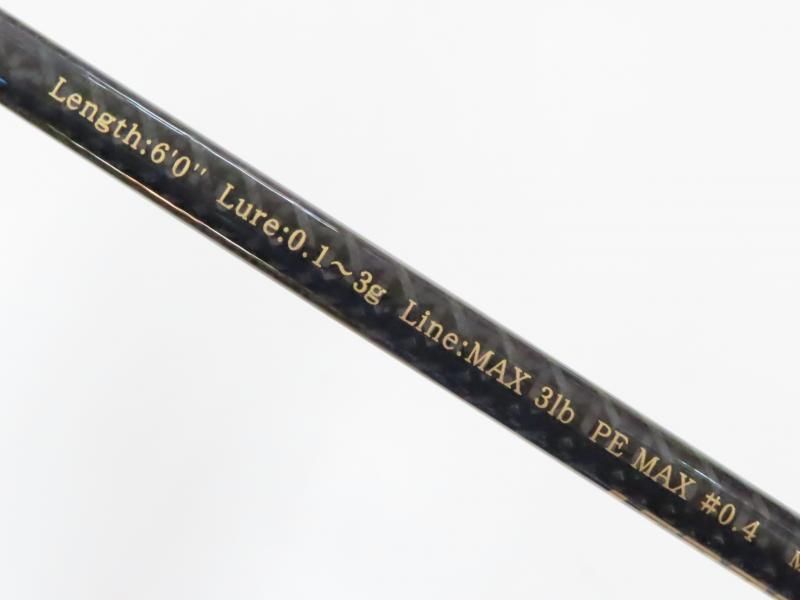 Length:6'0'' Lure:0.1～3g Line:MAX 3lb PE MAX #0.4